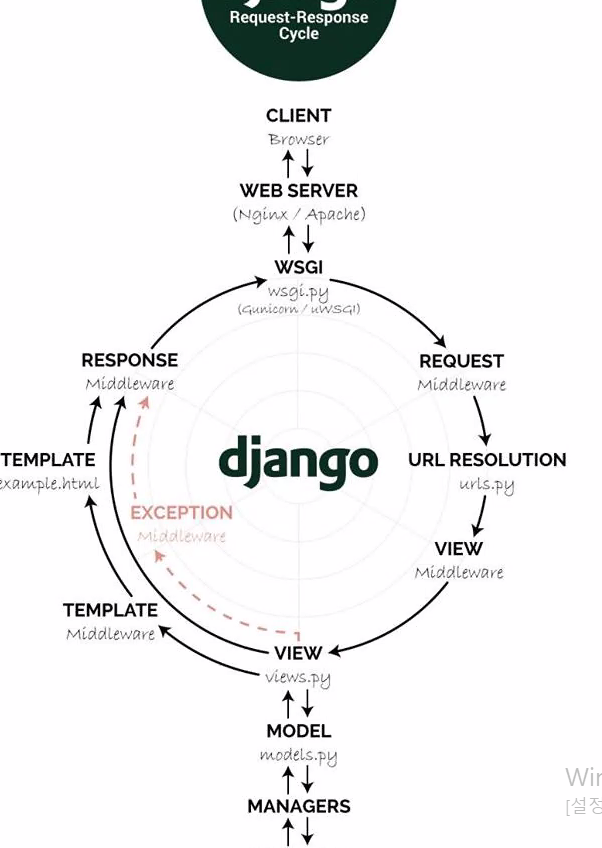 django
Request-Response
Cycle
CLIENT
Browser
WEB SERVER
(Nginx / Apache)
WSGI
wsgi.py
(Gunicorn / uWSGI)
RESPONSE
Middleware
REQUEST
Middleware
django
TEMPLATE
example.html
URL RESOLUTION
urls.py
EXCEPTION
Middleware
VIEW
Middleware
TEMPLATE
Middleware
VIEW
views.py
MODEL
models.py
MANAGERS
Win
[설정